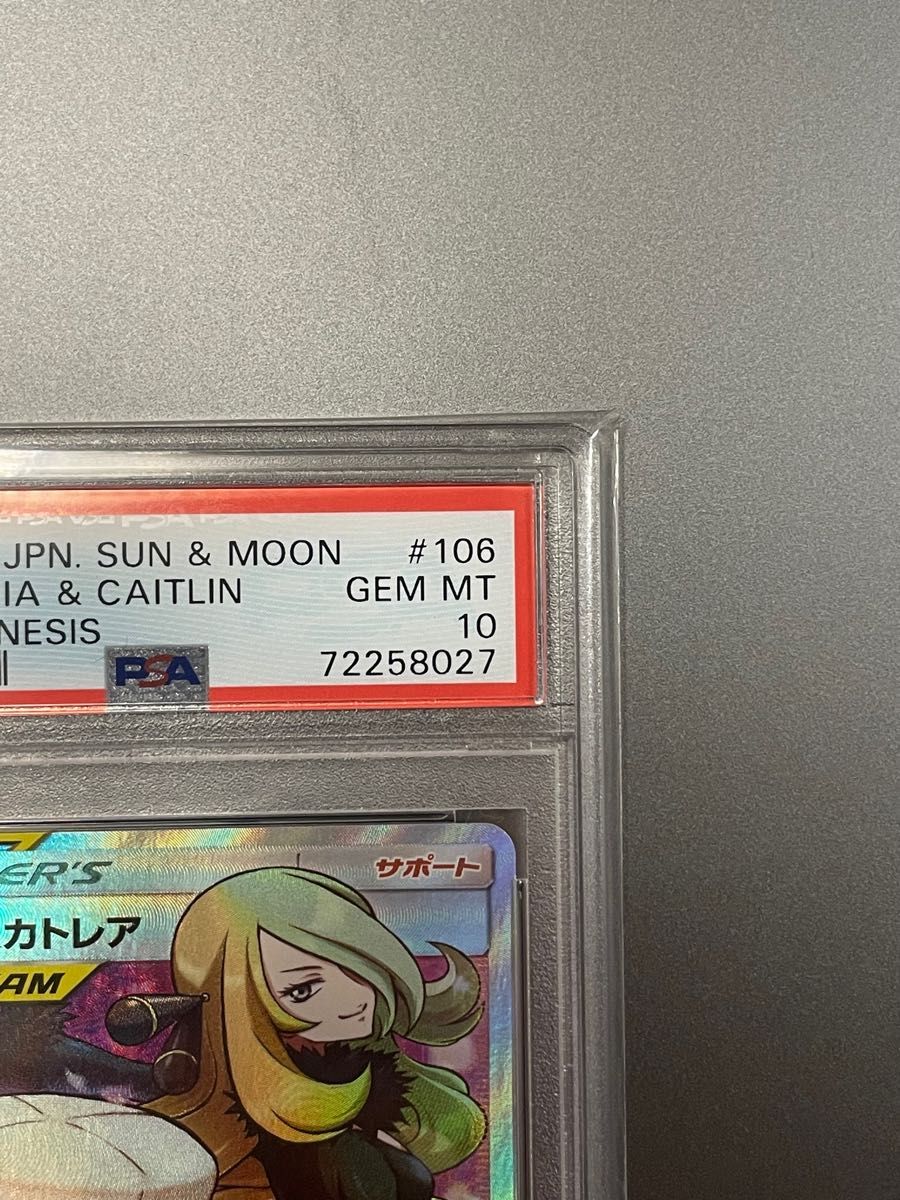 JPN. SUN & MOON #106
IA & CAITLIN GEM MT
NESIS 10
PSA 72258027
ER'S サポート
カトレア
AM